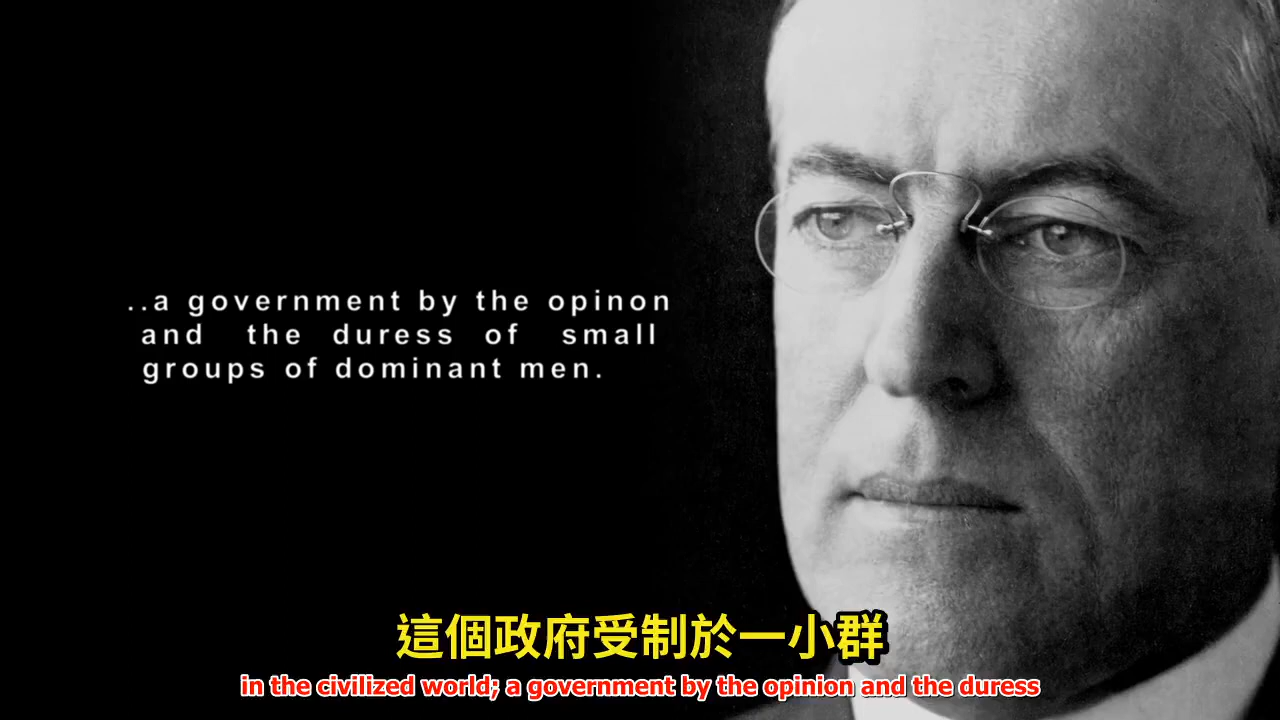 ..a government by the opinon
and the duress of small
groups of dominant men.
這個政府受制於一小群
in the civilized world; a government by the opinion and the duress